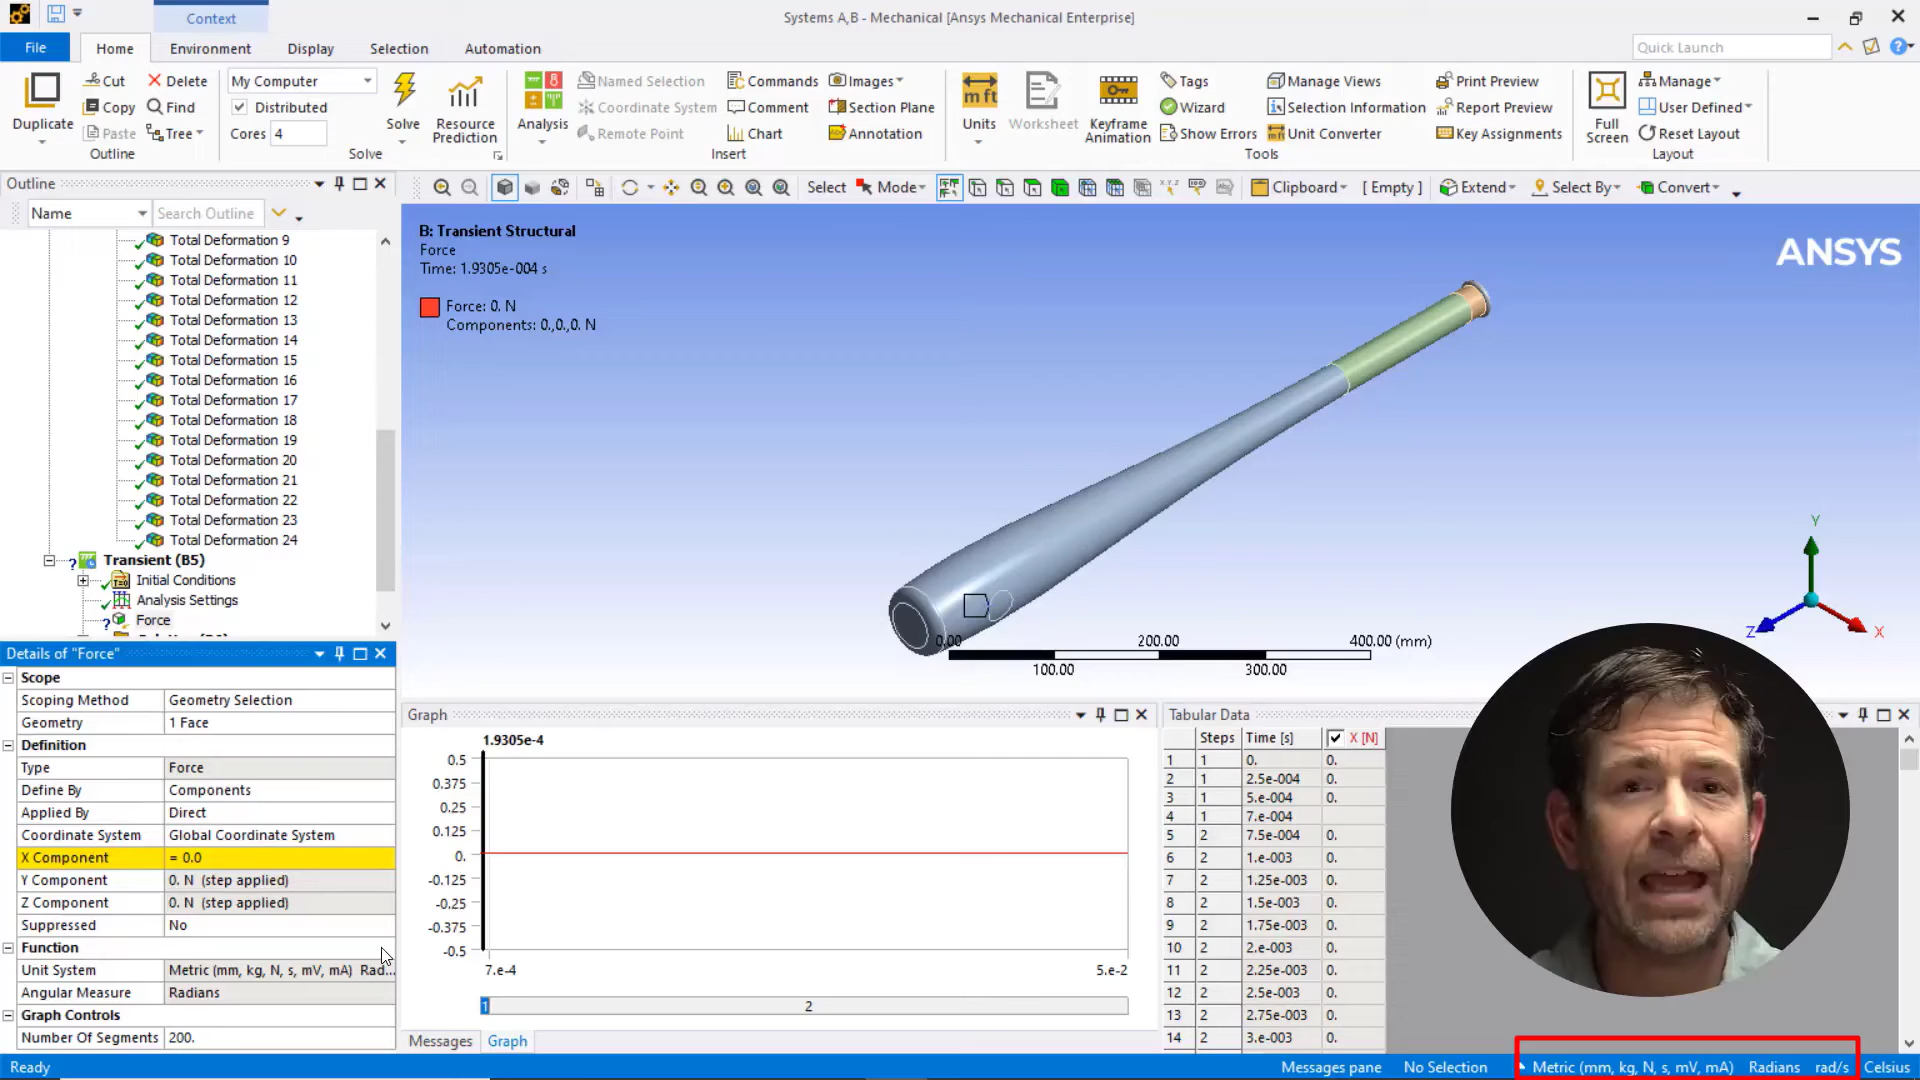 Context
Systems A,B - Mechanical [Ansys Mechanical Enterprise]
File Home Environment Display Selection Automation
Quick Launch
Duplicate
Cut Delete
Copy Find
Paste Tree
Outline
My Computer
Distributed
Cores 4
Solve
Resource Prediction
Solve
Analysis
Named Selection Commands Images
Coordinate System Comment Section Plane
Remote Point Chart Annotation
Insert
Units Worksheet Keyframe Animation
Tags Manage Views Print Preview
Wizard Selection Information Report Preview
Show Errors Unit Converter Key Assignments
Tools
Full Screen
Manage
User Defined
Reset Layout
Layout
Outline
Name Search Outline
Select Mode Clipboard [ Empty ] Extend Select By Convert
Total Deformation 9
Total Deformation 10
Total Deformation 11
Total Deformation 12
Total Deformation 13
Total Deformation 14
Total Deformation 15
Total Deformation 16
Total Deformation 17
Total Deformation 18
Total Deformation 19
Total Deformation 20
Total Deformation 21
Total Deformation 22
Total Deformation 23
Total Deformation 24
Transient (B5)
Initial Conditions
Analysis Settings
Force
B: Transient Structural
Force
Time: 1.9305e-004 s
Force: 0. N
Components: 0.,0.,0. N
ANSYS
0.00 200.00 400.00 (mm)
100.00 300.00
Y
Z X
Details of "Force"
Scope
Scoping Method Geometry Selection
Geometry 1 Face
Definition
Type Force
Define By Components
Applied By Direct
Coordinate System Global Coordinate System
X Component = 0.0
Y Component 0. N (step applied)
Z Component 0. N (step applied)
Suppressed No
Function
Unit System Metric (mm, kg, N, s, mV, mA) Rad...
Angular Measure Radians
Graph Controls
Number Of Segments 200.
Graph
1.9305e-4
0.5
0.375
0.25
0.125
0.
-0.125
-0.25
-0.375
-0.5
7.e-4 5.e-2
1 2
Messages Graph
Tabular Data
Steps Time [s] X [N]
1 1 0. 0.
2 1 2.5e-004 0.
3 1 5.e-004 0.
4 1 7.e-004
5 2 7.5e-004 0.
6 2 1.e-003 0.
7 2 1.25e-003 0.
8 2 1.5e-003 0.
9 2 1.75e-003 0.
10 2 2.e-003 0.
11 2 2.25e-003 0.
12 2 2.5e-003 0.
13 2 2.75e-003 0.
14 2 3.e-003 0.
Ready Messages pane No Selection Metric (mm, kg, N, s, mV, mA) Radians rad/s Celsius